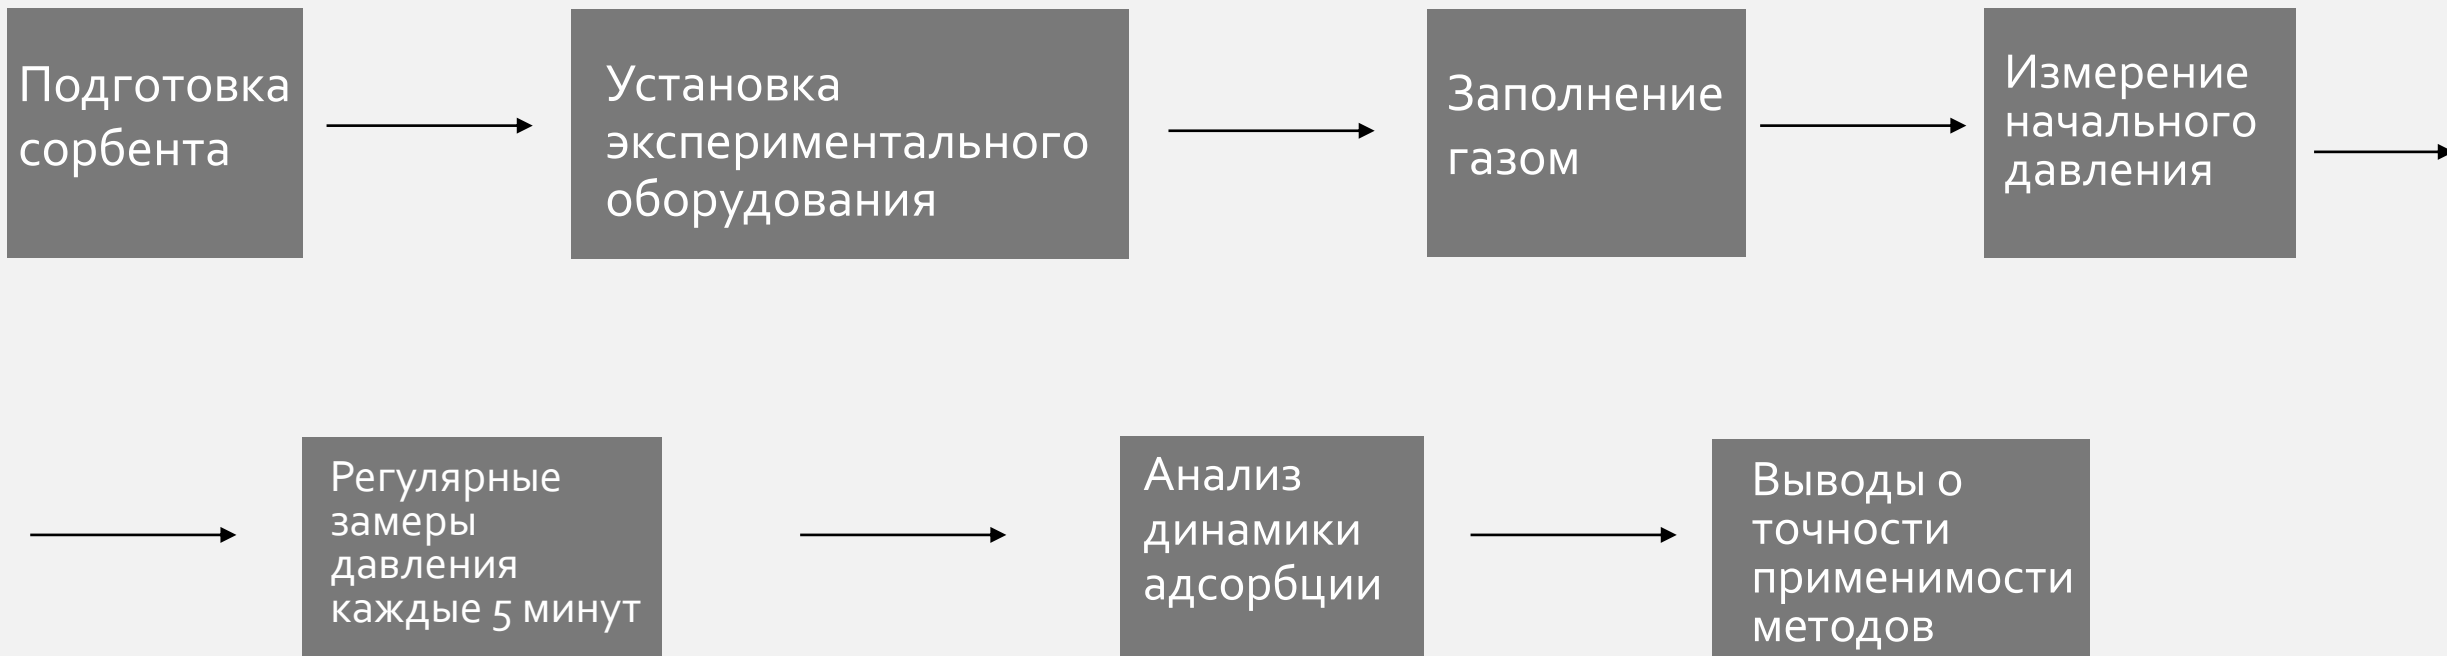 Подготовка
сорбента
Установка
экспериментального
оборудования
Заполнение
газом
Измерение
начального
давления
Регулярные
замеры
давления
каждые 5 минут
Анализ
динамики
адсорбции
Выводы о
точности
применимости
методов